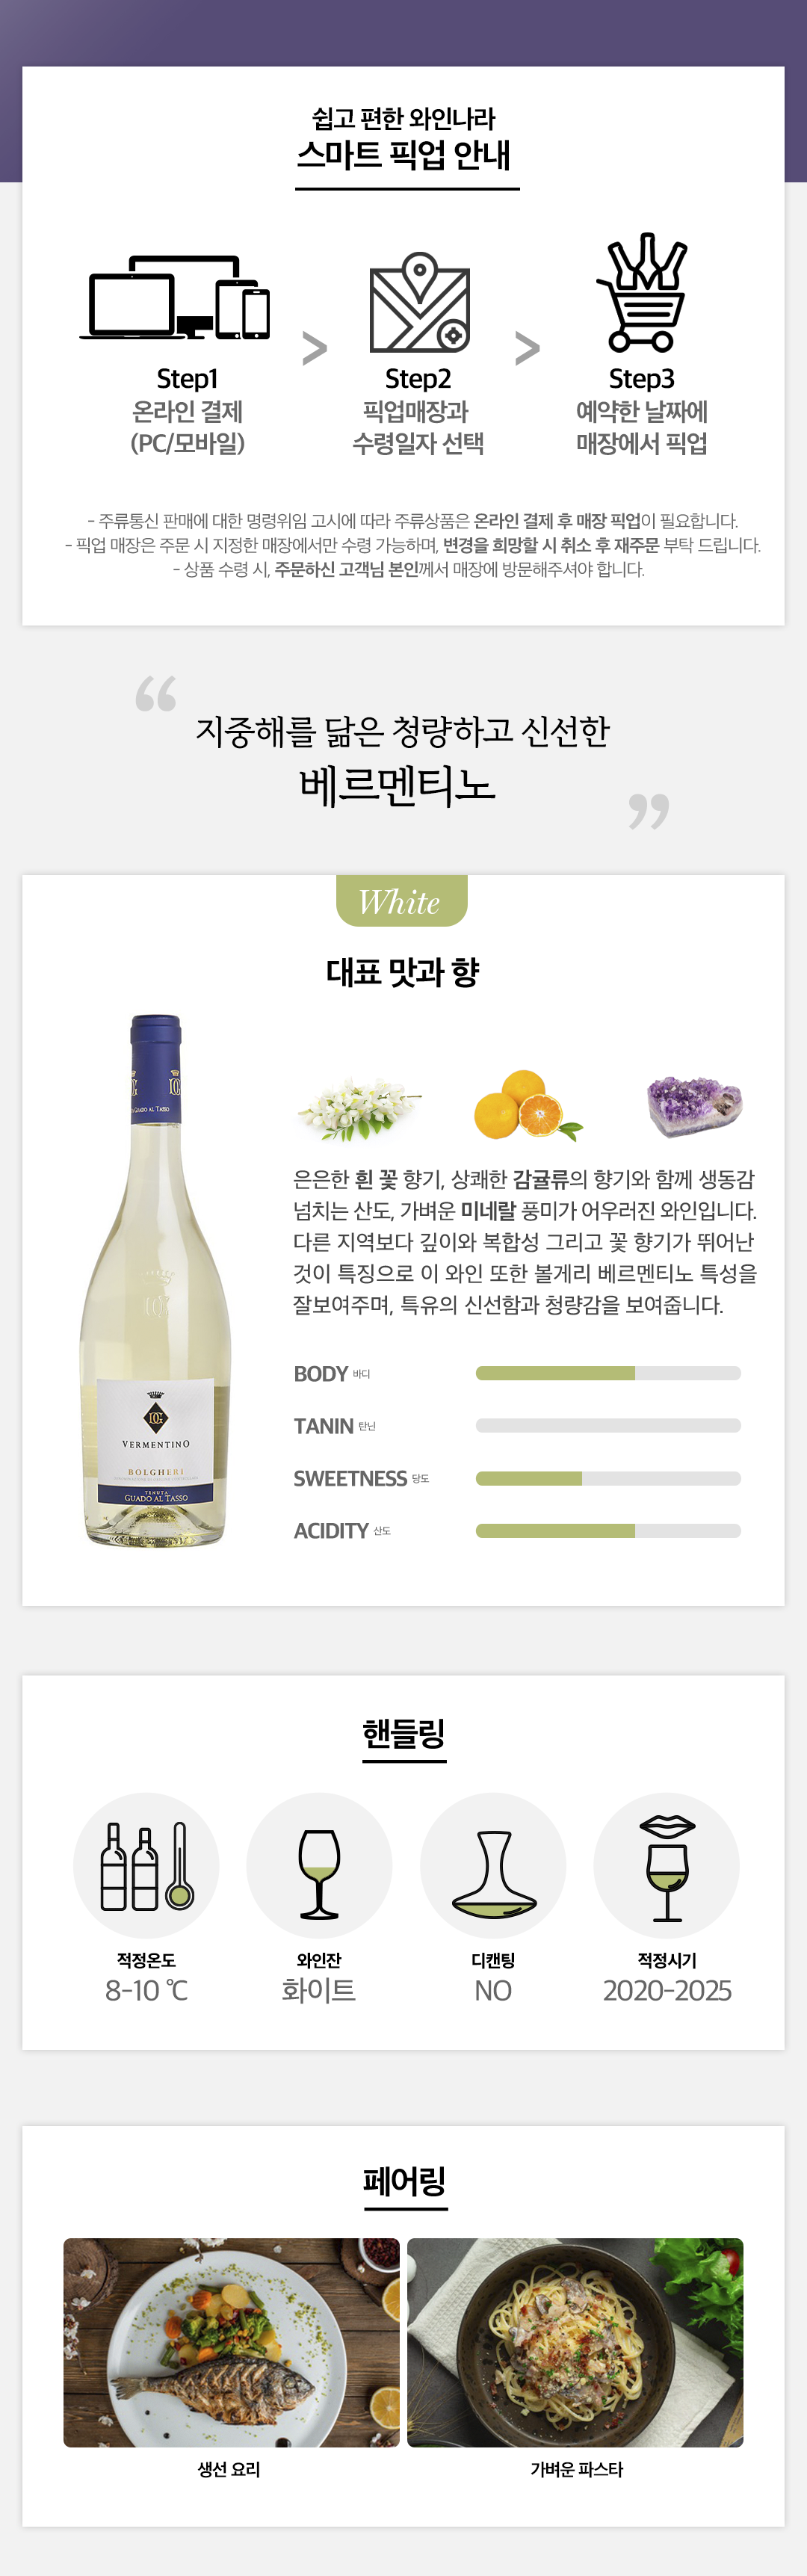 쉽고 편한 와인나라
스마트 픽업 안내
Step1
온라인 결제
(PC/모바일)
>
Step2
픽업매장과
수령일자 선택
>
Step3
예약한 날짜에
매장에서 픽업
- 주류통신 판매에 대한 명령위임 고시에 따라 주류상품은 온라인 결제 후 매장 픽업이 필요합니다.
- 픽업 매장은 주문 시 지정한 매장에서만 수령 가능하며, 변경을 희망할 시 취소 후 재주문 부탁 드립니다.
- 상품 수령 시, 주문하신 고객님 본인께서 매장에 방문해주셔야 합니다.
“ 지중해를 닮은 청량하고 신선한
베르멘티노 ”
White
대표 맛과 향
은은한 흰 꽃 향기, 상쾌한 감귤류의 향기와 함께 생동감
넘치는 산도, 가벼운 미네랄 풍미가 어우러진 와인입니다.
다른 지역보다 깊이와 복합성 그리고 꽃 향기가 뛰어난
것이 특징으로 이 와인 또한 볼게리 베르멘티노 특성을
잘보여주며, 특유의 신선함과 청량감을 보여줍니다.
GUADO AL TASSO
VERMENTINO
BOLGHERI
TENUTA
GUADO AL TASSO
BODY 바디
TANIN 탄닌
SWEETNESS 당도
ACIDITY 산도
핸들링
적정온도
8-10 ℃
와인잔
화이트
디캔팅
NO
적정시기
2020-2025
페어링
생선 요리
가벼운 파스타